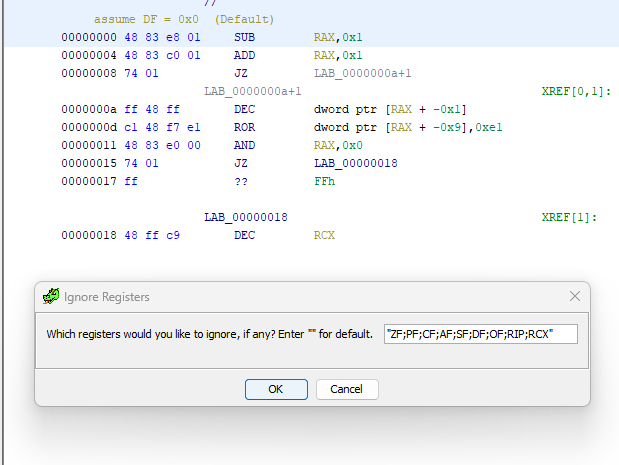 //
assume DF = 0x0 (Default)
00000000 48 83 e8 01 SUB RAX,0x1
00000004 48 83 c0 01 ADD RAX,0x1
00000008 74 01 JZ LAB_0000000a+1
LAB_0000000a+1 XREF[0,1]:
0000000a ff 48 ff DEC dword ptr [RAX + -0x1]
0000000d c1 48 f7 e1 ROR dword ptr [RAX + -0x9],0xe1
00000011 48 83 e0 00 AND RAX,0x0
00000015 74 01 JZ LAB_00000018
00000017 ff ?? FFh
LAB_00000018 XREF[1]:
00000018 48 ff c9 DEC RCX
Ignore Registers
Which registers would you like to ignore, if any? Enter "" for default. "ZF;PF;CF;AF;SF;DF;OF;RIP;RCX"
OK Cancel